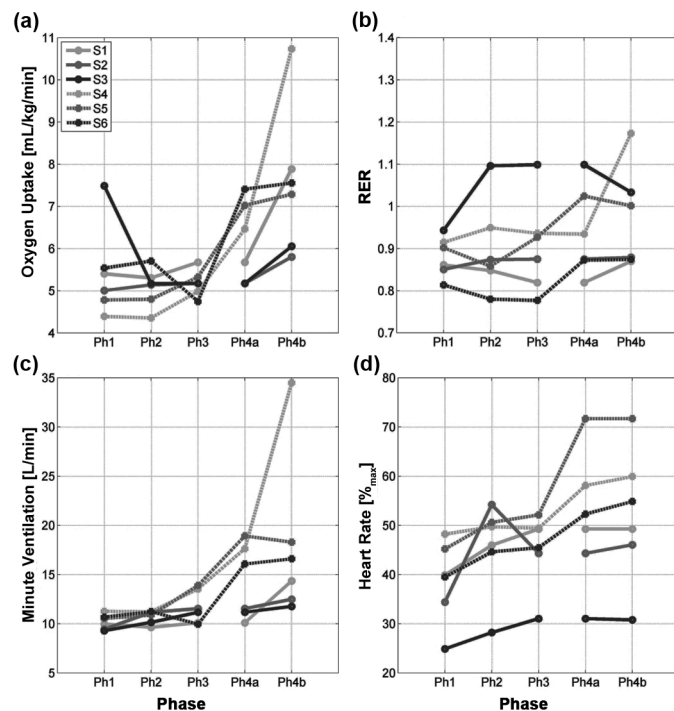 (a)
Oxygen Uptake [mL/kg/min]
11
10
9
8
7
6
5
4
S1
S2
S3
S4
S5
S6
Ph1 Ph2 Ph3 Ph4a Ph4b
(b)
RER
1.4
1.3
1.2
1.1
1
0.9
0.8
0.7
Ph1 Ph2 Ph3 Ph4a Ph4b
(c)
Minute Ventilation [L/min]
35
30
25
20
15
10
5
Ph1 Ph2 Ph3 Ph4a Ph4b
Phase
(d)
Heart Rate [%max]
80
70
60
50
40
30
20
Ph1 Ph2 Ph3 Ph4a Ph4b
Phase